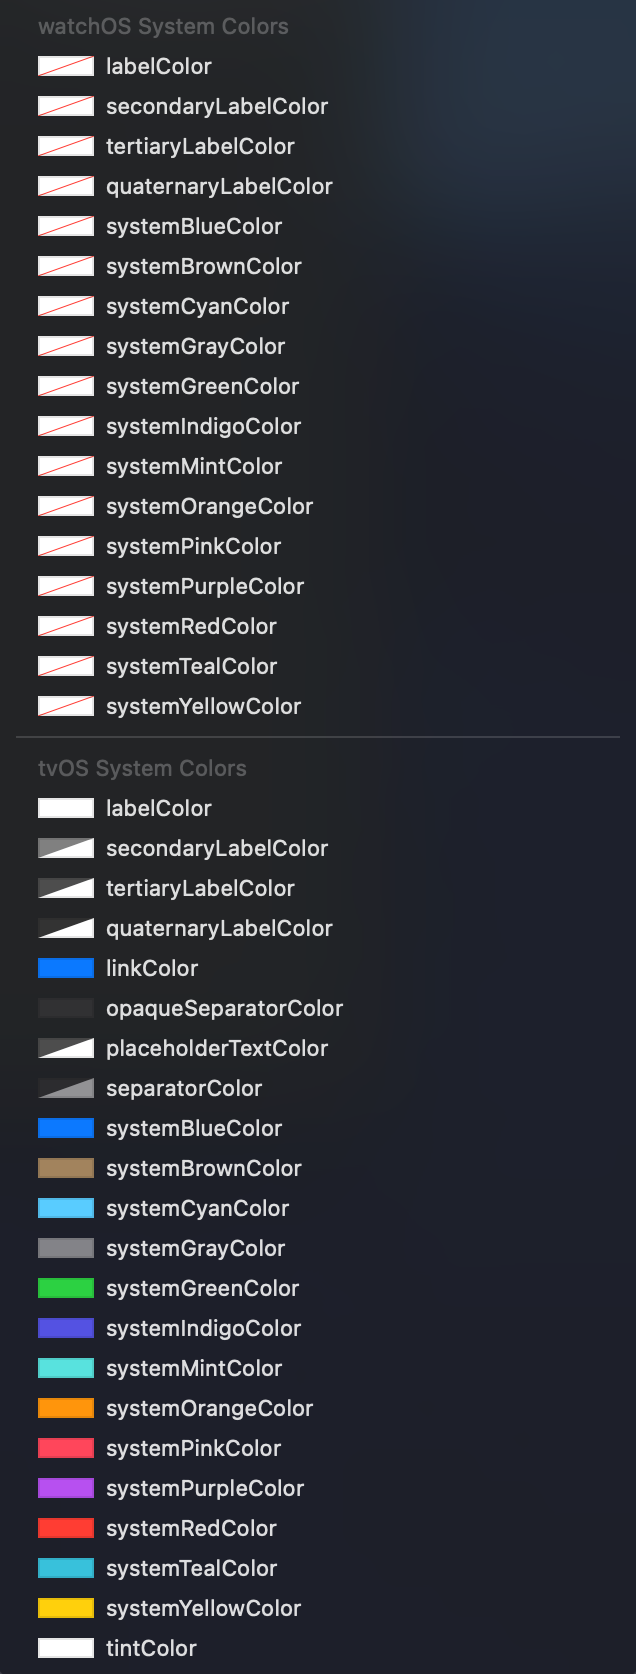 watchOS System Colors
labelColor
secondaryLabelColor
tertiaryLabelColor
quaternaryLabelColor
systemBlueColor
systemBrownColor
systemCyanColor
systemGrayColor
systemGreenColor
systemIndigoColor
systemMintColor
systemOrangeColor
systemPinkColor
systemPurpleColor
systemRedColor
systemTealColor
systemYellowColor
tvOS System Colors
labelColor
secondaryLabelColor
tertiaryLabelColor
quaternaryLabelColor
linkColor
opaqueSeparatorColor
placeholderTextColor
separatorColor
systemBlueColor
systemBrownColor
systemCyanColor
systemGrayColor
systemGreenColor
systemIndigoColor
systemMintColor
systemOrangeColor
systemPinkColor
systemPurpleColor
systemRedColor
systemTealColor
systemYellowColor
tintColor